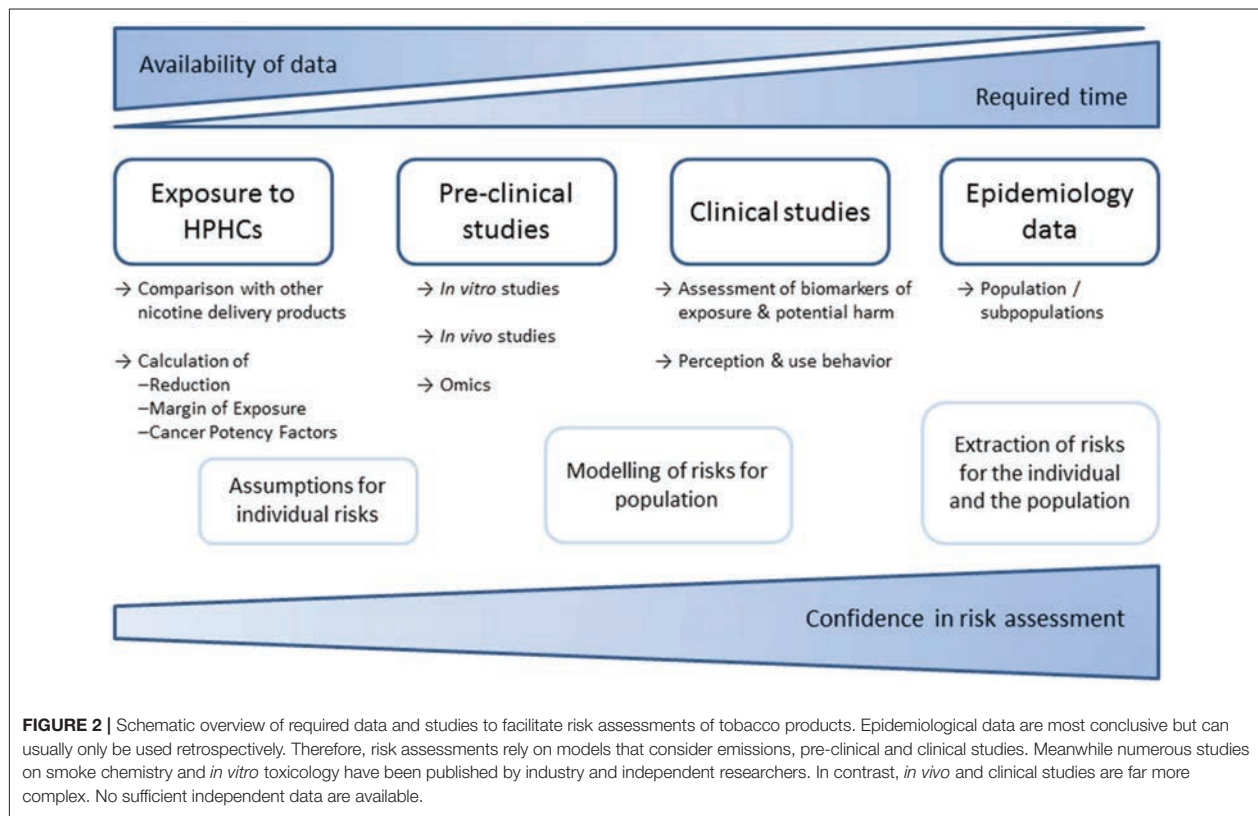 Availability of data
Required time
Exposure to
HPHCs
→ Comparison with other
nicotine delivery products
→ Calculation of
–Reduction
–Margin of Exposure
–Cancer Potency Factors
Pre-clinical
studies
→ In vitro studies
→ In vivo studies
→ Omics
Clinical studies
→ Assessment of biomarkers of
exposure & potential harm
→ Perception & use behavior
Epidemiology
data
→ Population /
subpopulations
Assumptions for
individual risks
Modelling of risks for
population
Extraction of risks
for the individual
and the population
Confidence in risk assessment
FIGURE 2 | Schematic overview of required data and studies to facilitate risk assessments of tobacco products. Epidemiological data are most conclusive but can
usually only be used retrospectively. Therefore, risk assessments rely on models that consider emissions, pre-clinical and clinical studies. Meanwhile numerous studies
on smoke chemistry and in vitro toxicology have been published by industry and independent researchers. In contrast, in vivo and clinical studies are far more
complex. No sufficient independent data are available.